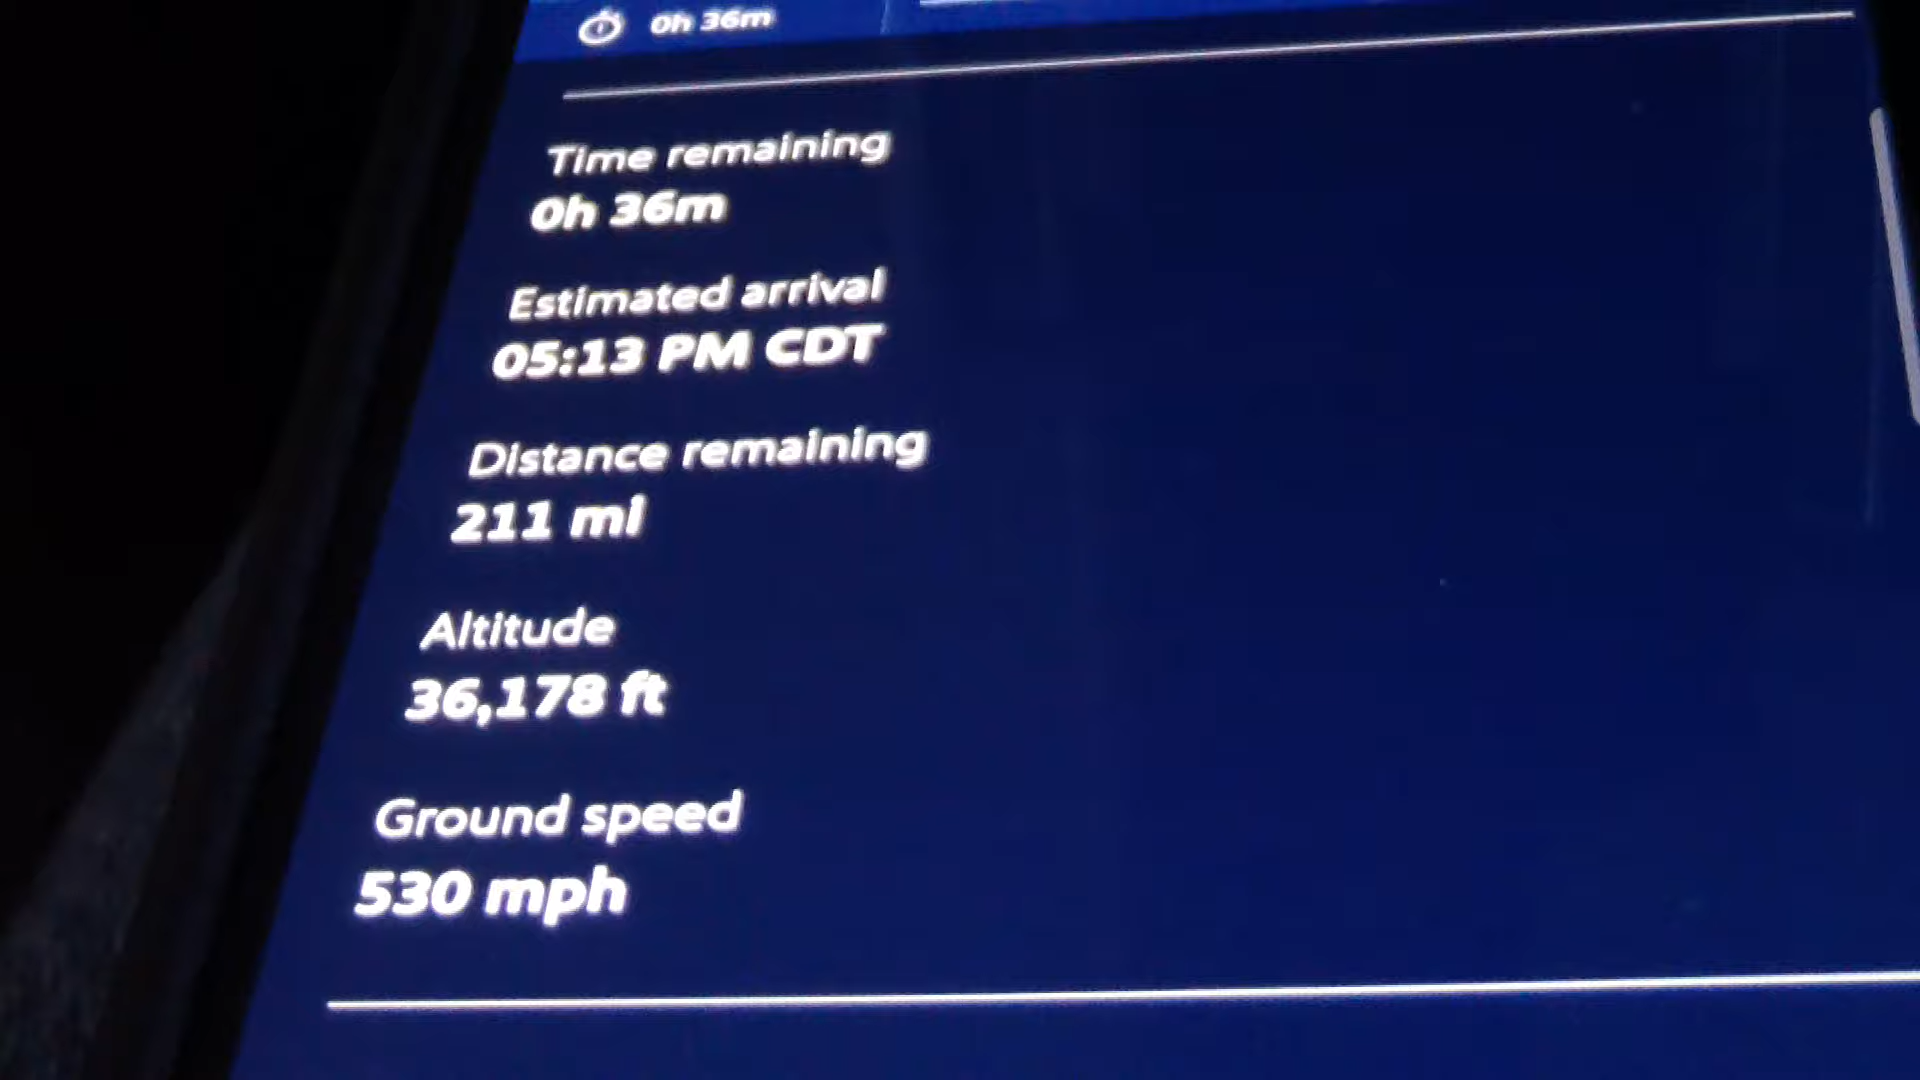 0h 36m
Time remaining
0h 36m
Estimated arrival
05:13 PM CDT
Distance remaining
211 mi
Altitude
36,178 ft
Ground speed
530 mph